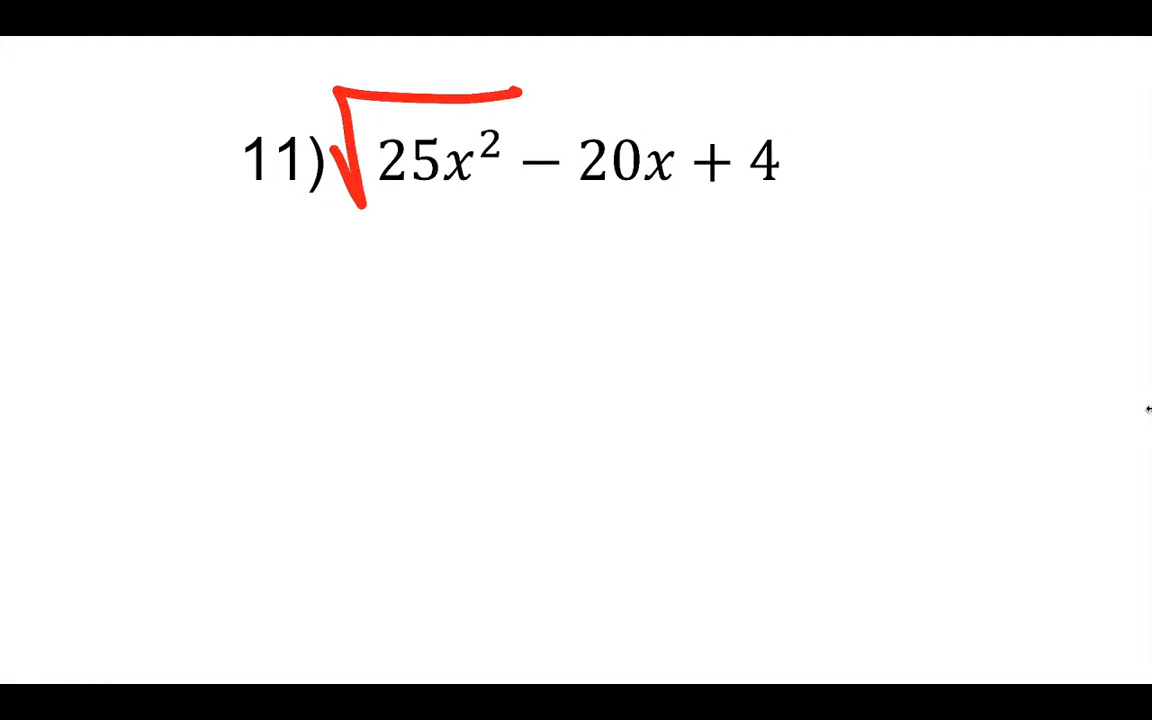 11) √25x² − 20x + 4